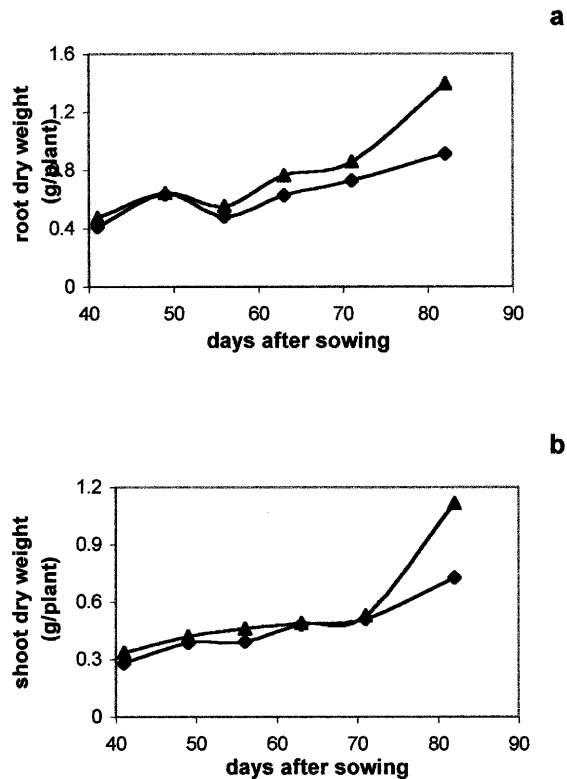 a
1.6
1.2
0.8
0.4
0
root dry weight
(g/plant)
40 50 60 70 80 90
days after sowing
b
1.2
0.9
0.6
0.3
0
shoot dry weight
(g/plant)
40 50 60 70 80 90
days after sowing